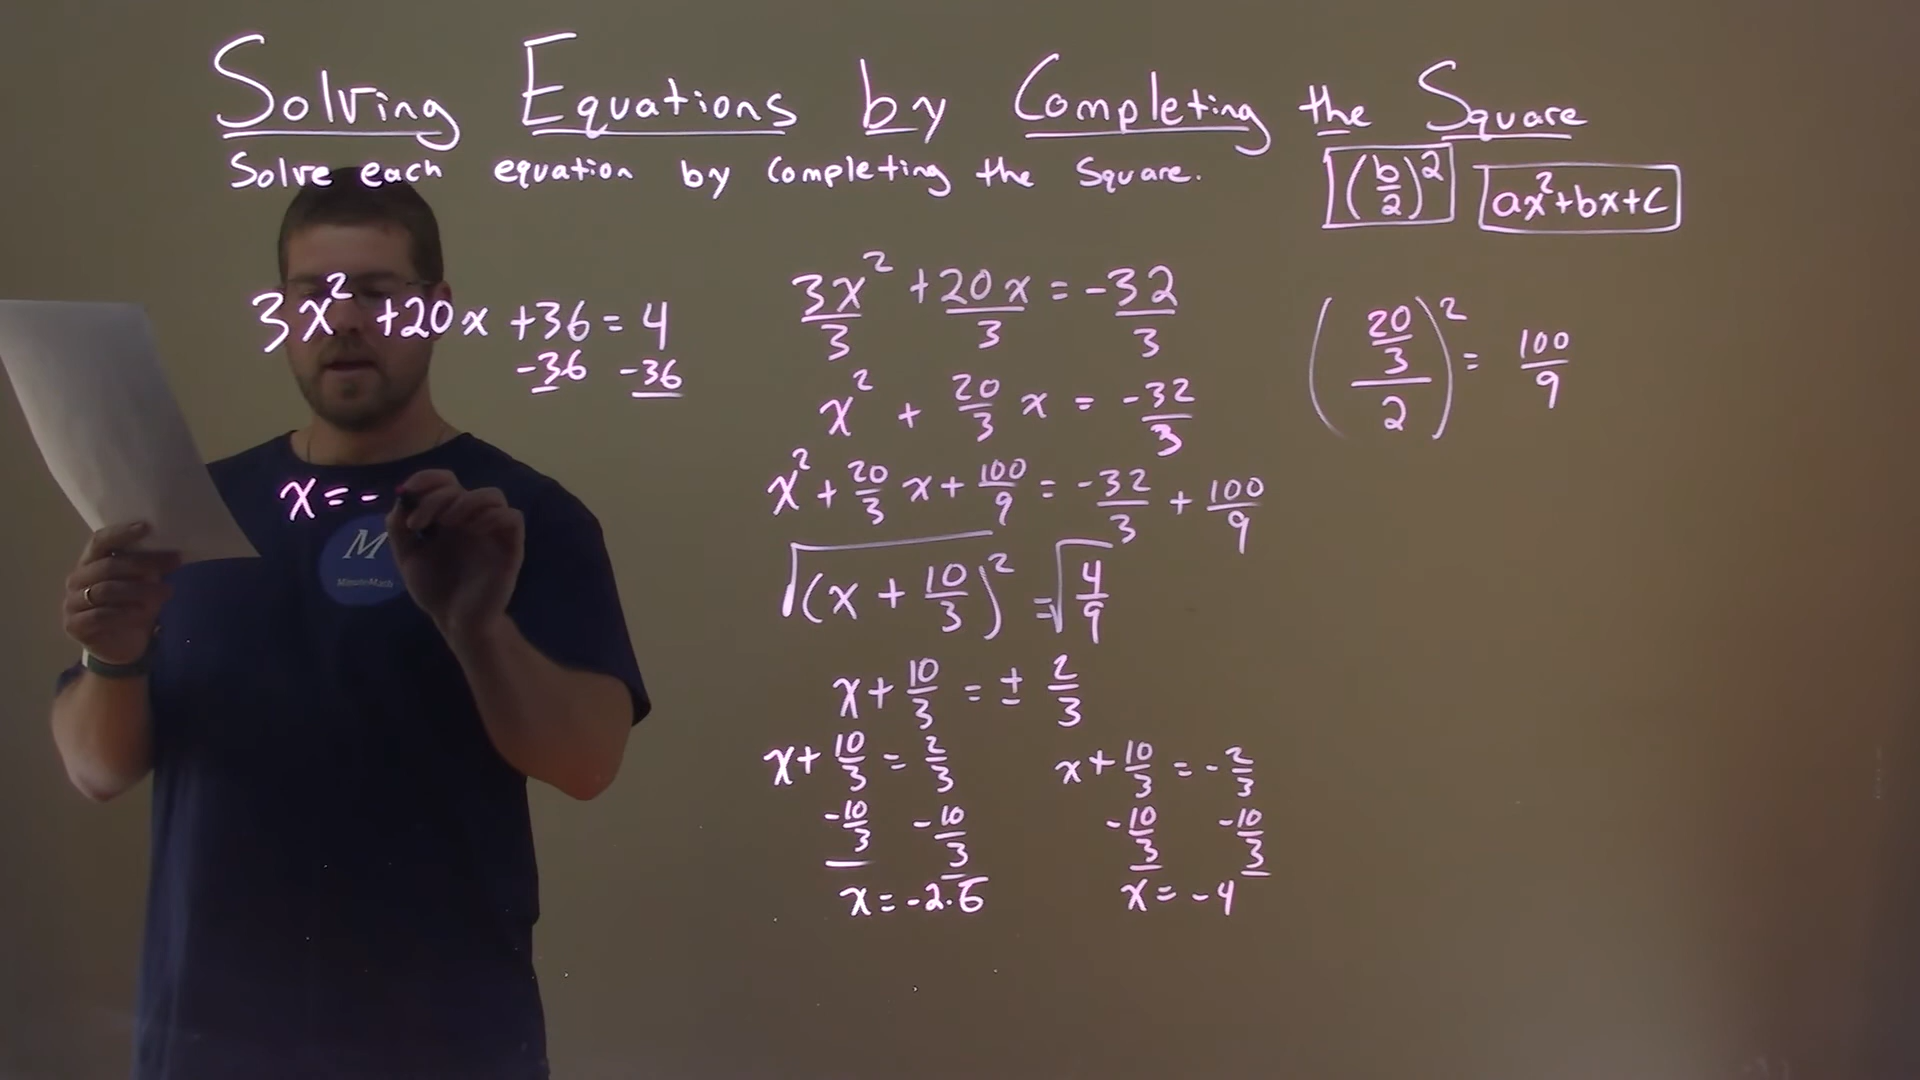 Solving Equations by Completing the Square
Solve each equation by completing the Square.
(b/2)² ax²+bx+c
3x² +20x +36 = 4
-36 -36
x = -
M
MinuteMath
3x²/3 + 20x/3 = -32/3
x² + 20/3 x = -32/3
x² + 20/3 x + 100/9 = -32/3 + 100/9
√(x + 10/3)² = √4/9
x + 10/3 = ± 2/3
x + 10/3 = 2/3
-10/3 -10/3
x = -2.6
x + 10/3 = -2/3
-10/3 -10/3
x = -4
(20/3 / 2)² = 100/9